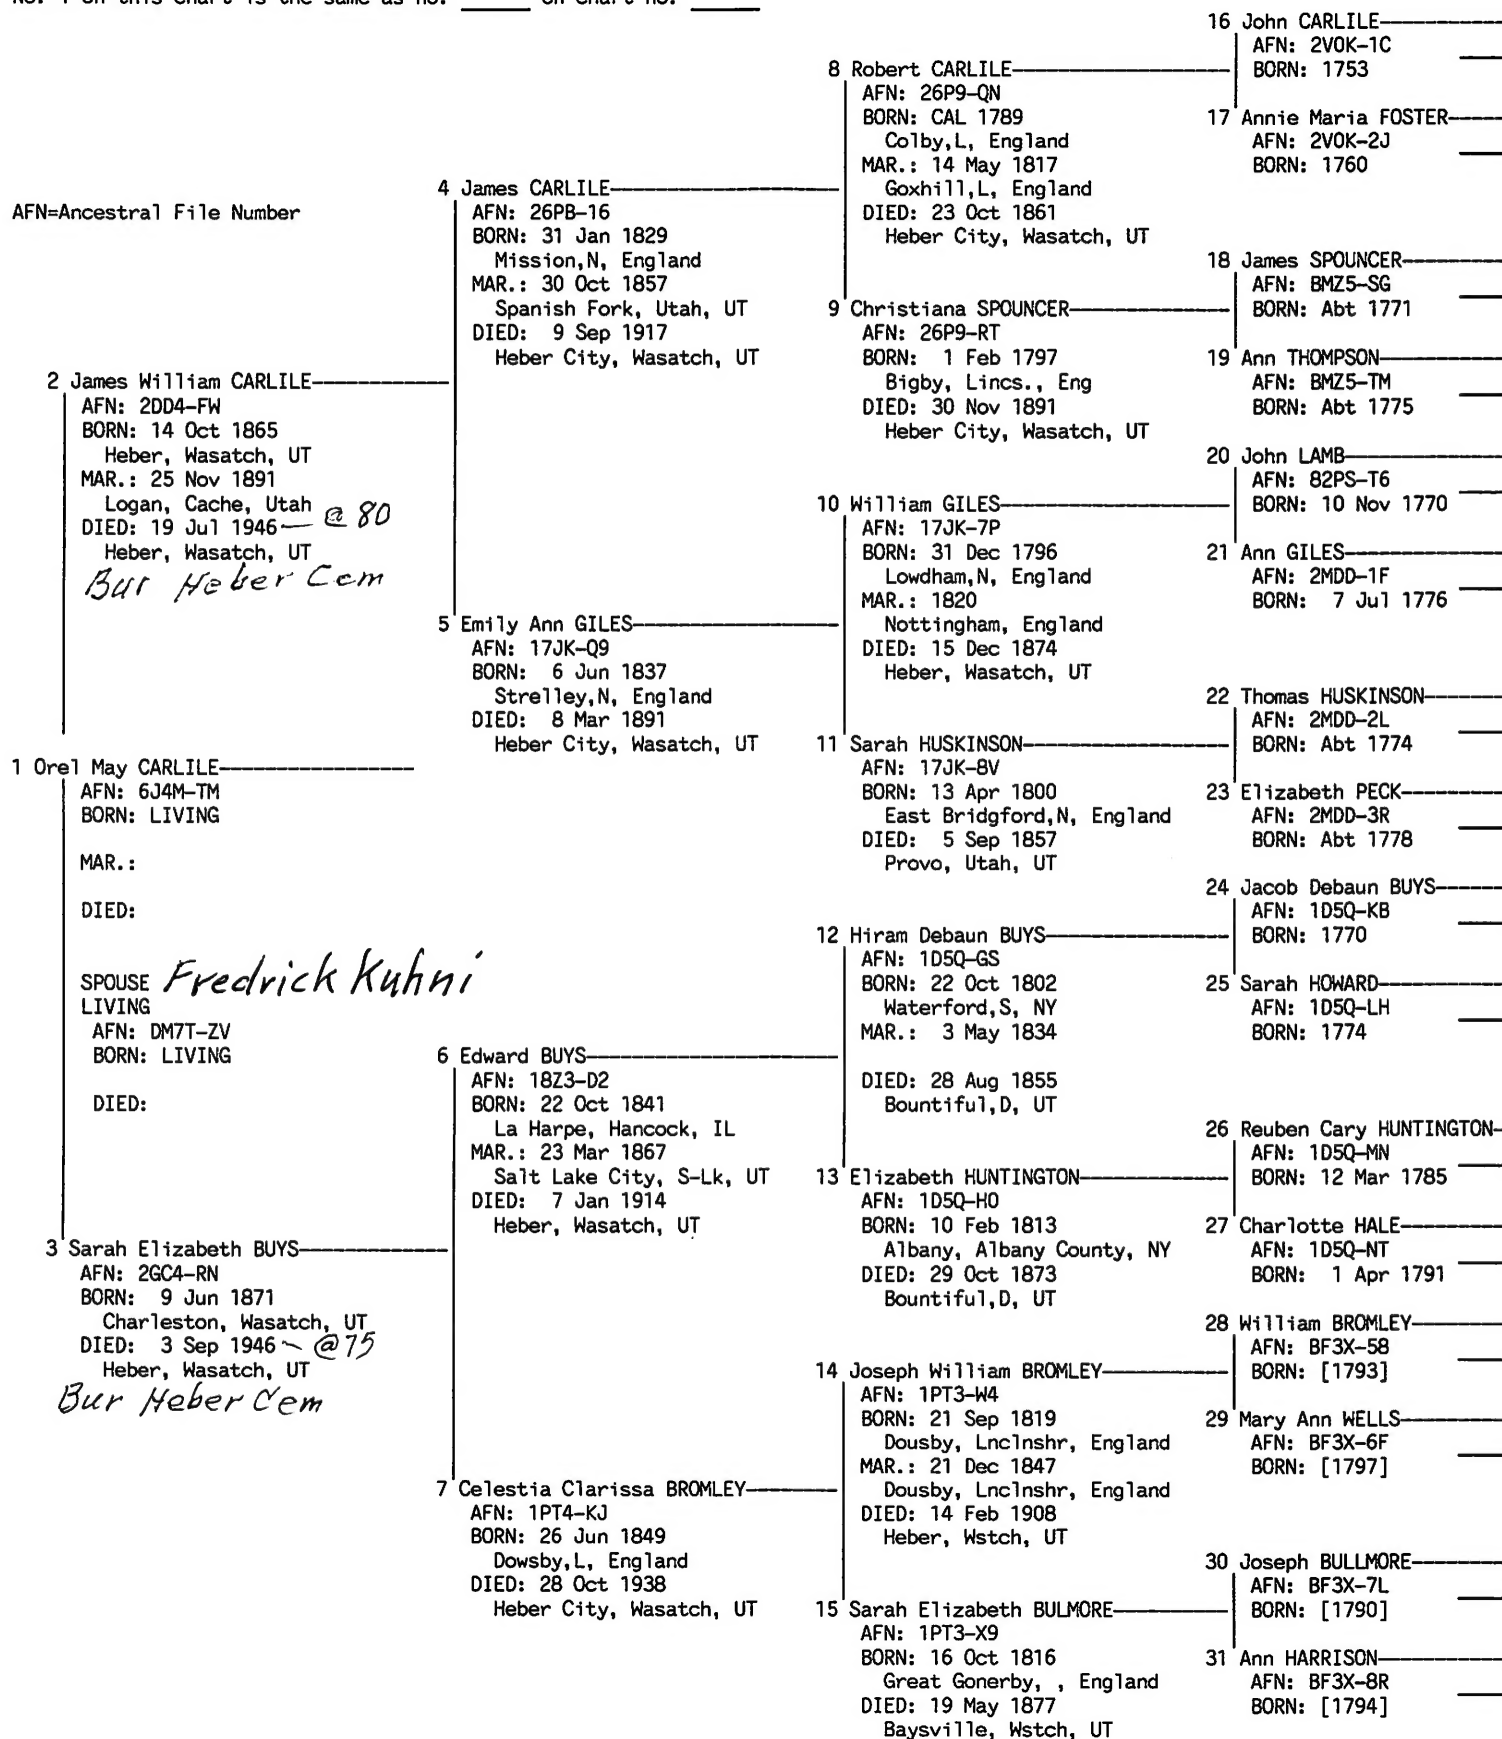 16 John CARLILE
AFN: 2V0K-1C
BORN: 1753
8 Robert CARLILE
AFN: 26P9-QN
BORN: CAL 1789
Colby,L, England
MAR.: 14 May 1817
Goxhill,L, England
DIED: 23 Oct 1861
Heber City, Wasatch, UT
17 Annie Maria FOSTER
AFN: 2V0K-2J
BORN: 1760
4 James CARLILE
AFN: 26PB-16
BORN: 31 Jan 1829
Mission,N, England
MAR.: 30 Oct 1857
Spanish Fork, Utah, UT
DIED: 9 Sep 1917
Heber City, Wasatch, UT
AFN=Ancestral File Number
18 James SPOUNCER
AFN: BMZ5-SG
BORN: Abt 1771
9 Christiana SPOUNCER
AFN: 26P9-RT
BORN: 1 Feb 1797
Bigby, Lincs., Eng
DIED: 30 Nov 1891
Heber City, Wasatch, UT
19 Ann THOMPSON
AFN: BMZ5-TM
BORN: Abt 1775
2 James William CARLILE
AFN: 2DD4-FW
BORN: 14 Oct 1865
Heber, Wasatch, UT
MAR.: 25 Nov 1891
Logan, Cache, Utah
DIED: 19 Jul 1946 — @ 80
Heber, Wasatch, UT
Bur Heber Cem
20 John LAMB
AFN: 82PS-T6
BORN: 10 Nov 1770
10 William GILES
AFN: 17JK-7P
BORN: 31 Dec 1796
Lowdham,N, England
MAR.: 1820
Nottingham, England
DIED: 15 Dec 1874
Heber, Wasatch, UT
21 Ann GILES
AFN: 2MDD-1F
BORN: 7 Jul 1776
5 Emily Ann GILES
AFN: 17JK-Q9
BORN: 6 Jun 1837
Strelley,N, England
DIED: 8 Mar 1891
Heber City, Wasatch, UT
22 Thomas HUSKINSON
AFN: 2MDD-2L
BORN: Abt 1774
11 Sarah HUSKINSON
AFN: 17JK-8V
BORN: 13 Apr 1800
East Bridgford,N, England
DIED: 5 Sep 1857
Provo, Utah, UT
23 Elizabeth PECK
AFN: 2MDD-3R
BORN: Abt 1778
1 Orel May CARLILE
AFN: 6J4M-TM
BORN: LIVING
MAR.:
DIED:
SPOUSE Fredrick Kuhni
LIVING
AFN: DM7T-ZV
BORN: LIVING
DIED:
24 Jacob Debaun BUYS
AFN: 1D5Q-KB
BORN: 1770
12 Hiram Debaun BUYS
AFN: 1D5Q-GS
BORN: 22 Oct 1802
Waterford,S, NY
MAR.: 3 May 1834
DIED: 28 Aug 1855
Bountiful,D, UT
25 Sarah HOWARD
AFN: 1D5Q-LH
BORN: 1774
6 Edward BUYS
AFN: 18Z3-D2
BORN: 22 Oct 1841
La Harpe, Hancock, IL
MAR.: 23 Mar 1867
Salt Lake City, S-Lk, UT
DIED: 7 Jan 1914
Heber, Wasatch, UT
26 Reuben Cary HUNTINGTON
AFN: 1D5Q-MN
BORN: 12 Mar 1785
13 Elizabeth HUNTINGTON
AFN: 1D5Q-H0
BORN: 10 Feb 1813
Albany, Albany County, NY
DIED: 29 Oct 1873
Bountiful,D, UT
27 Charlotte HALE
AFN: 1D5Q-NT
BORN: 1 Apr 1791
3 Sarah Elizabeth BUYS
AFN: 2GC4-RN
BORN: 9 Jun 1871
Charleston, Wasatch, UT
DIED: 3 Sep 1946 ~ @75
Heber, Wasatch, UT
Bur Heber Cem
28 William BROMLEY
AFN: BF3X-58
BORN: [1793]
14 Joseph William BROMLEY
AFN: 1PT3-W4
BORN: 21 Sep 1819
Dousby, Lnclnshr, England
MAR.: 21 Dec 1847
Dousby, Lnclnshr, England
DIED: 14 Feb 1908
Heber, Wstch, UT
29 Mary Ann WELLS
AFN: BF3X-6F
BORN: [1797]
7 Celestia Clarissa BROMLEY
AFN: 1PT4-KJ
BORN: 26 Jun 1849
Dowsby,L, England
DIED: 28 Oct 1938
Heber City, Wasatch, UT
30 Joseph BULLMORE
AFN: BF3X-7L
BORN: [1790]
15 Sarah Elizabeth BULMORE
AFN: 1PT3-X9
BORN: 16 Oct 1816
Great Gonerby, , England
DIED: 19 May 1877
Baysville, Wstch, UT
31 Ann HARRISON
AFN: BF3X-8R
BORN: [1794]